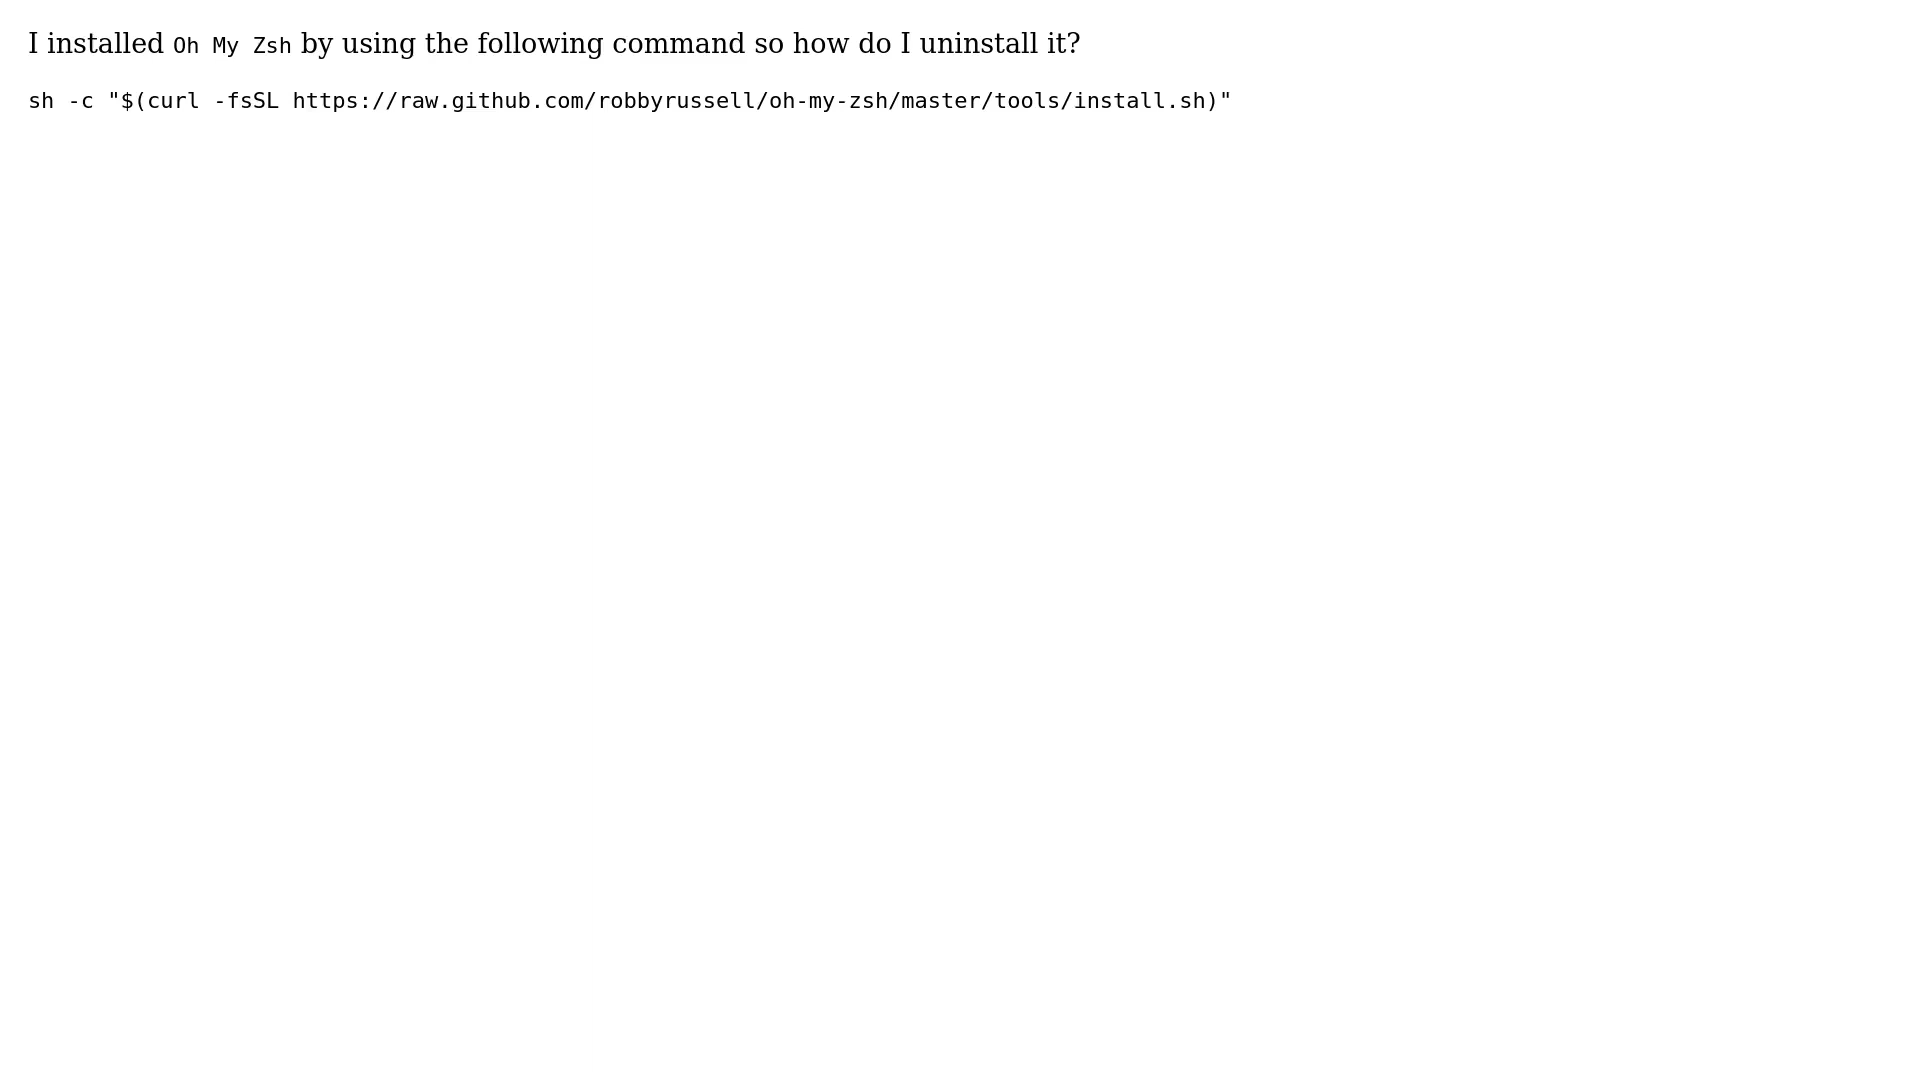 I installed Oh My Zsh by using the following command so how do I uninstall it?
sh -c "$(curl -fsSL https://raw.github.com/robbyrussell/oh-my-zsh/master/tools/install.sh)"